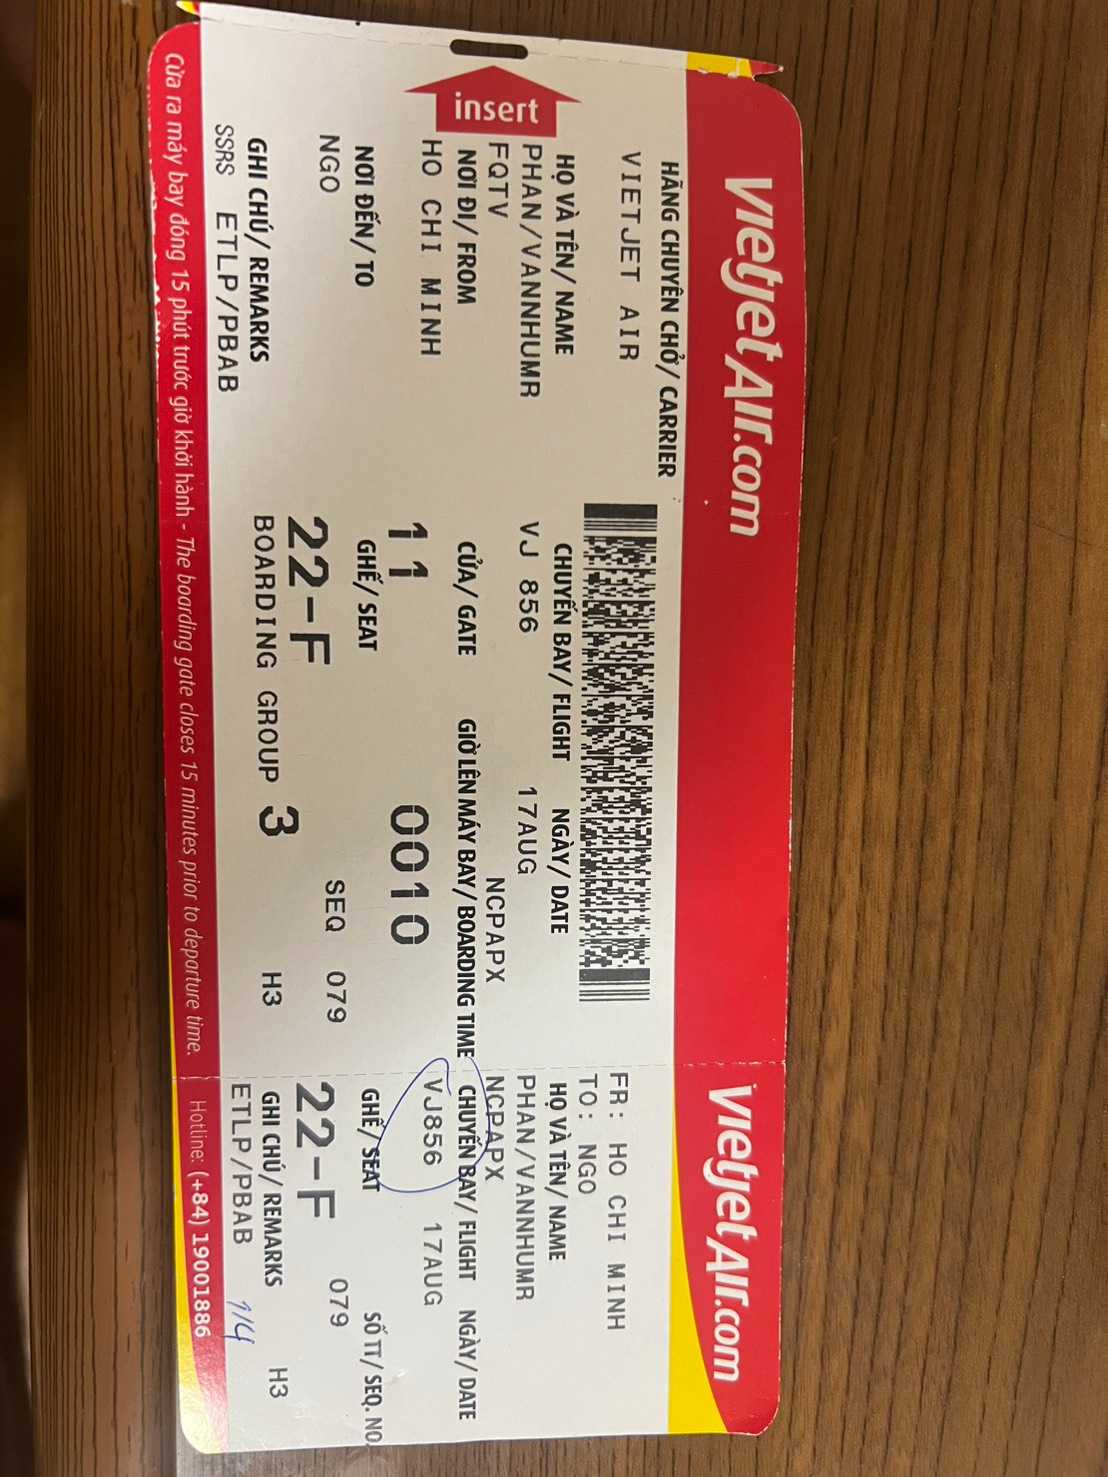 vietjetAir.com
HÃNG CHUYÊN CHỞ/ CARRIER
VIETJET AIR
insert
HỌ VÀ TÊN/ NAME
CHUYẾN BAY/ FLIGHT
NGÀY/ DATE
PHAN/VANNHUMR
VJ 856
17AUG
FQTV
NCPAPX
NƠI ĐI/ FROM
CỬA/ GATE
GIỜ LÊN MÁY BAY/ BOARDING TIME
HO CHI MINH
11
0010
NƠI ĐẾN/ TO
GHẾ/ SEAT
NGO
22-F
SEQ 079
GHI CHÚ/ REMARKS
BOARDING GROUP 3
H3
SSRS ETLP/PBAB
Cửa ra máy bay đóng 15 phút trước giờ khởi hành - The boarding gate closes 15 minutes prior to departure time.
vietjetAir.com
FR: HO CHI MINH
TO: NGO
HỌ VÀ TÊN/ NAME
PHAN/VANNHUMR
NCPAPX
CHUYẾN BAY/ FLIGHT
NGÀY/ DATE
VJ856
17AUG
GHẾ/ SEAT
SỐ TT/ SEQ. NO.
22-F
079
GHI CHÚ/ REMARKS
H3
ETLP/PBAB
1/4
Hotline: (+84) 19001886